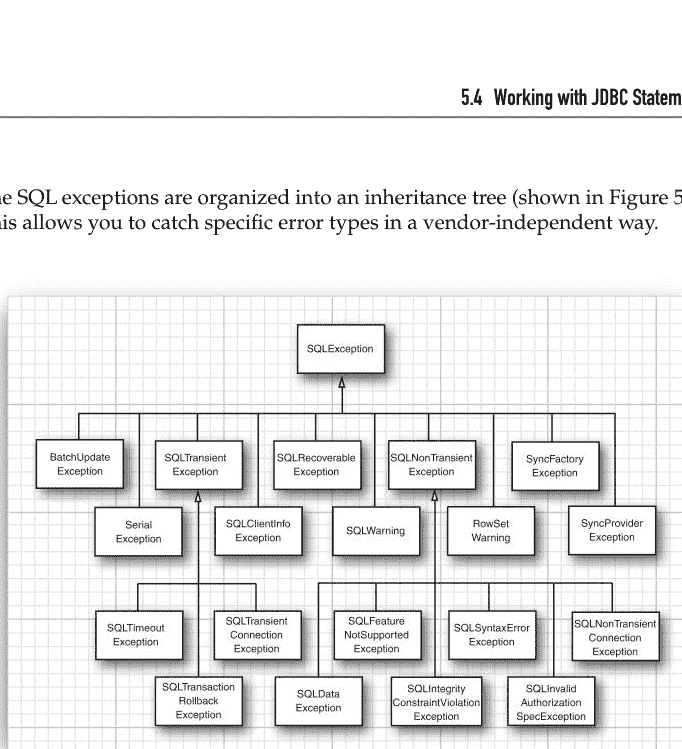 5.4 Working with JDBC Statem
e SQL exceptions are organized into an inheritance tree (shown in Figure 5
is allows you to catch specific error types in a vendor-independent way.
SQLException
BatchUpdate
Exception
SQLTransient
Exception
SQLRecoverable
Exception
SQLNonTransient
Exception
SyncFactory
Exception
Serial
Exception
SQLClientInfo
Exception
SQLWarning
RowSet
Warning
SyncProvider
Exception
SQLTimeout
Exception
SQLTransient
Connection
Exception
SQLFeature
NotSupported
Exception
SQLSyntaxError
Exception
SQLNonTransient
Connection
Exception
SQLTransaction
Rollback
Exception
SQLData
Exception
SQLIntegrity
ConstraintViolation
Exception
SQLInvalid
Authorization
SpecException